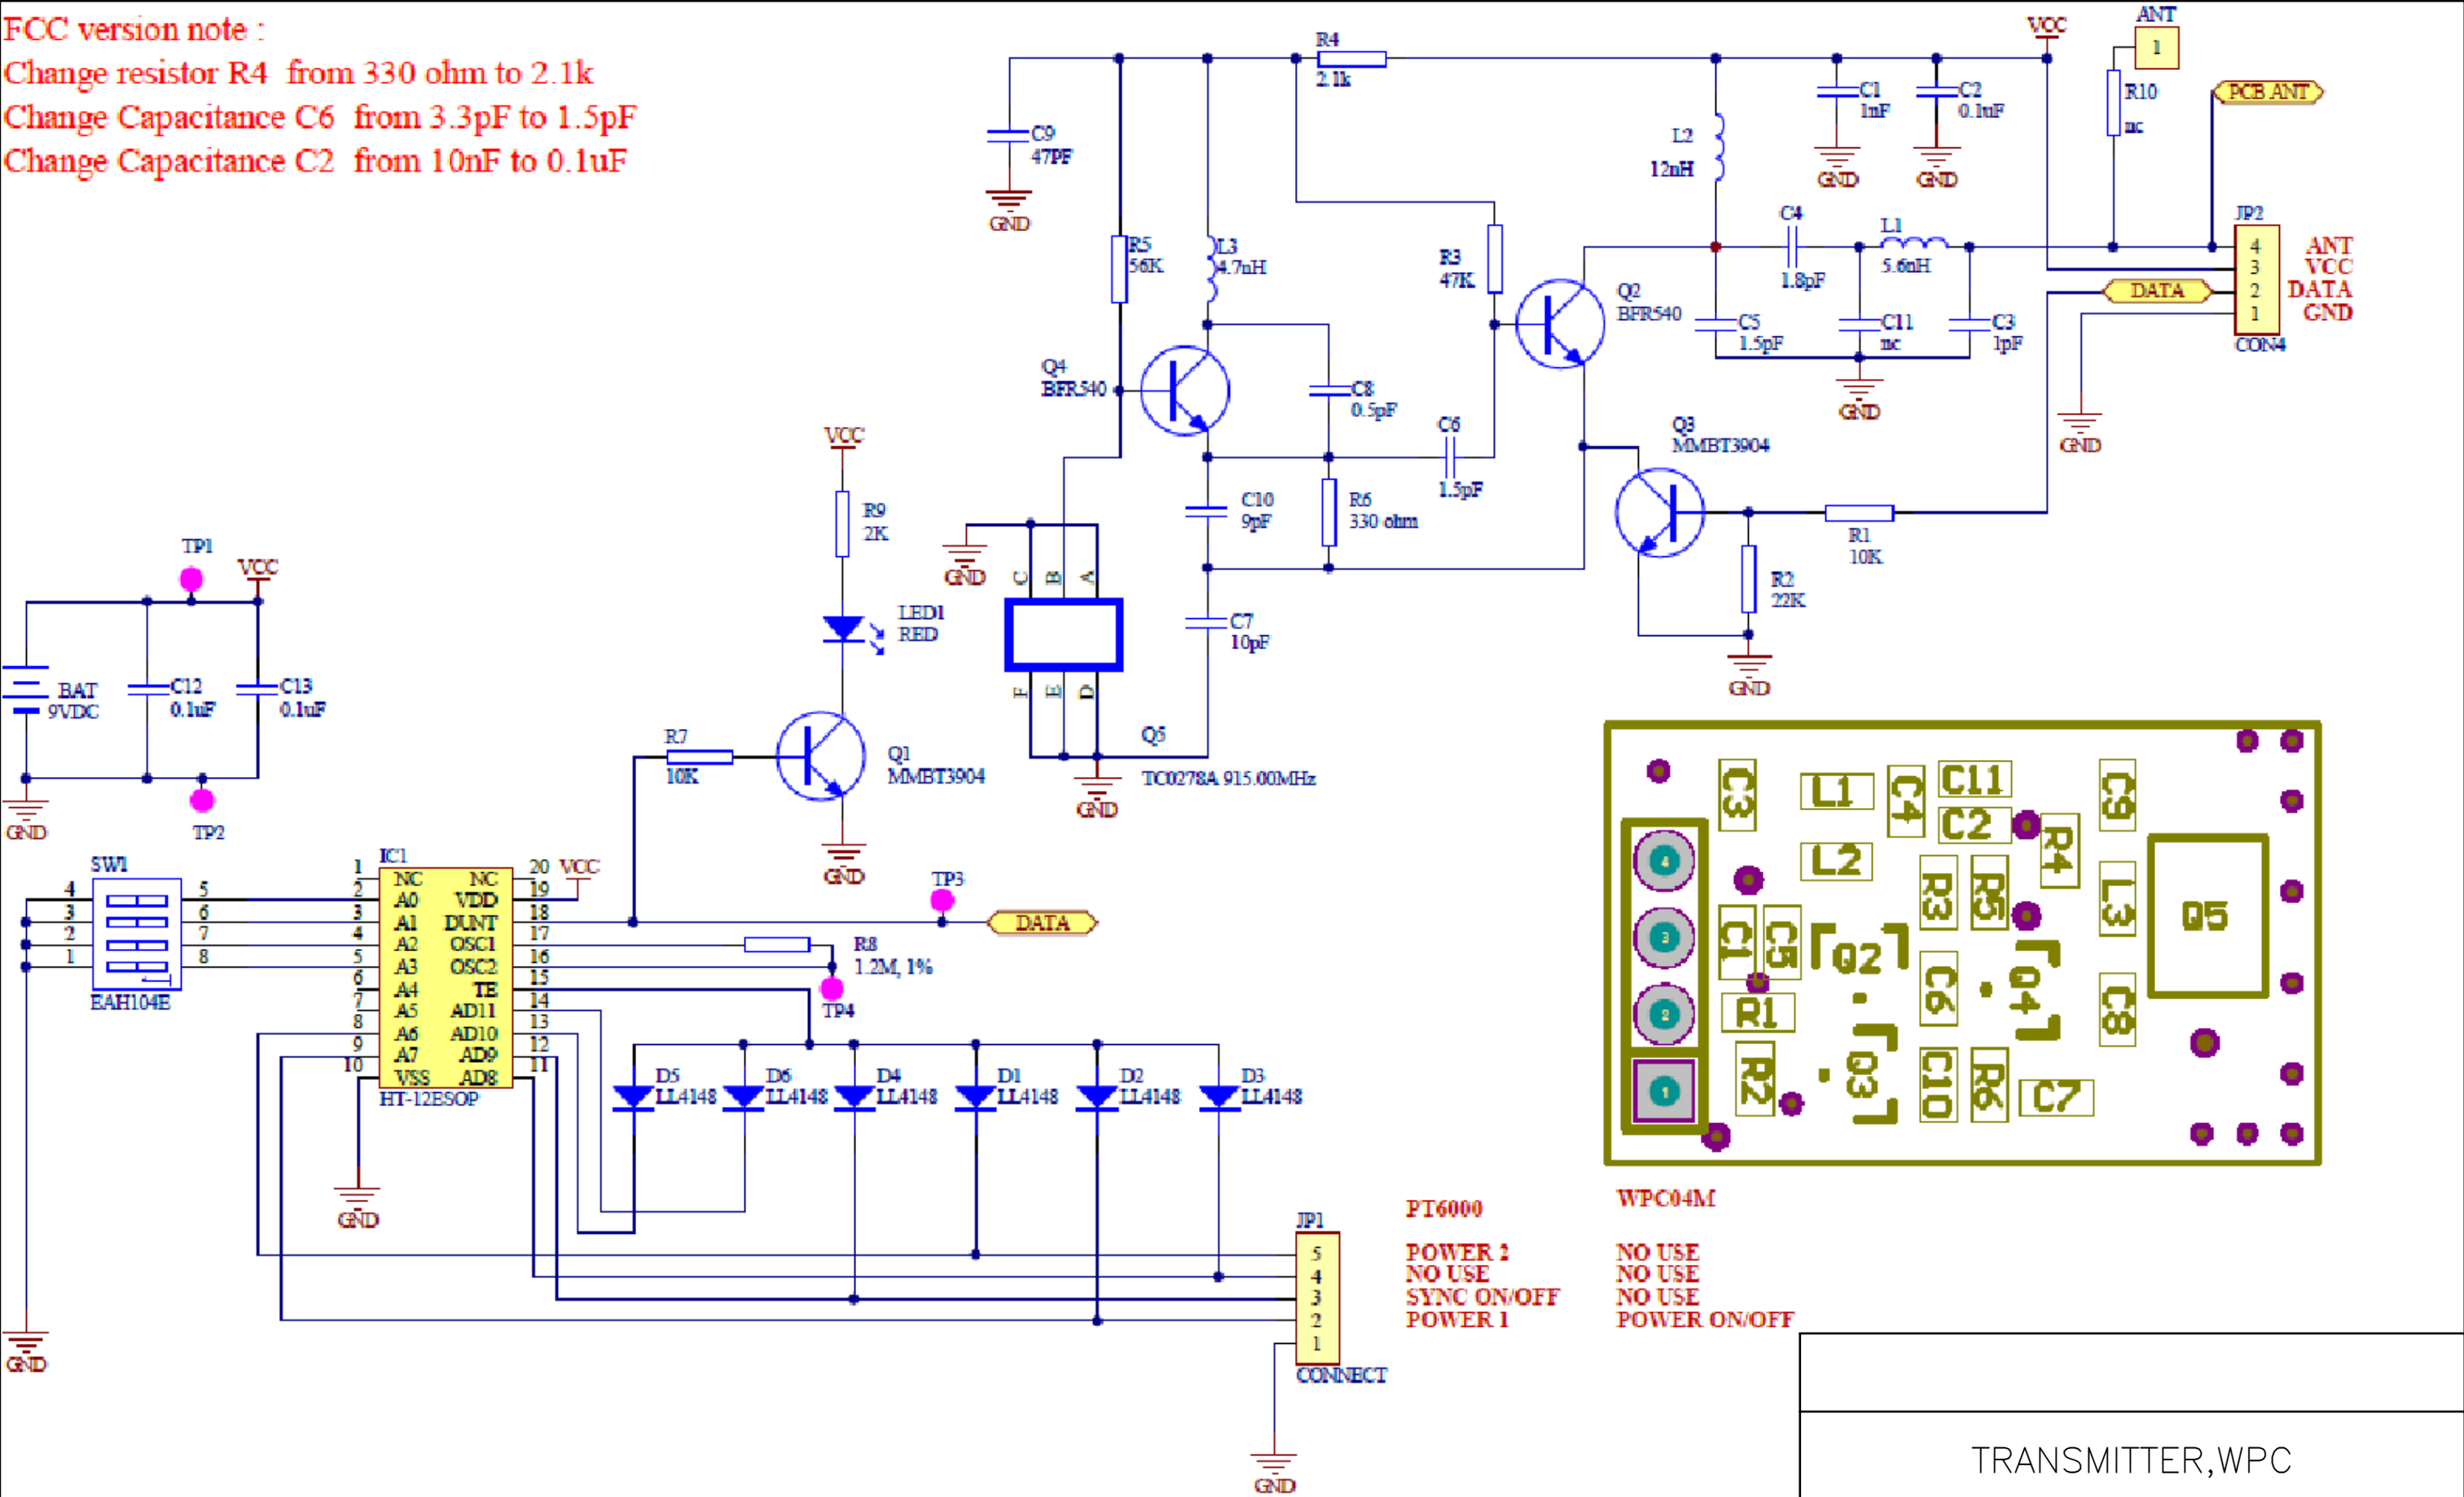 FCC version note :
Change resistor R4 from 330 ohm to 2.1k
Change Capacitance C6 from 3.3pF to 1.5pF
Change Capacitance C2 from 10nF to 0.1uF
R4
2.1k
VCC
ANT
1
C1
1nF
C2
0.1uF
R10
nc
PCB ANT
C9
47PF
GND
L2
12nH
GND
GND
R5
56K
L3
4.7nH
R3
47K
C4
1.8pF
L1
5.6nH
JP2
4
3
2
1
CON4
ANT
VCC
DATA
GND
DATA
Q2
BFR540
C5
1.5pF
C11
nc
C3
1pF
GND
GND
Q4
BFR540
C8
0.5pF
C6
1.5pF
Q3
MMBT3904
C10
9pF
R6
330 ohm
R1
10K
R2
22K
GND
VCC
R9
2K
LED1
RED
GND
C
B
A
F
E
D
C7
10pF
Q5
TC0278A 915.00MHz
GND
TP1
VCC
BAT
9VDC
C12
0.1uF
C13
0.1uF
GND
TP2
R7
10K
Q1
MMBT3904
GND
SW1
4
3
2
1
5
6
7
8
EAH104E
IC1
1
2
3
4
5
6
7
8
9
10
NC
A0
A1
A2
A3
A4
A5
A6
A7
VSS
NC
VDD
DUNT
OSC1
OSC2
TE
AD11
AD10
AD9
AD8
20
19
18
17
16
15
14
13
12
11
HT-12ESOP
VCC
TP3
DATA
R8
1.2M, 1%
TP4
D5
LL4148
D6
LL4148
D4
LL4148
D1
LL4148
D2
LL4148
D3
LL4148
GND
GND
JP1
5
4
3
2
1
CONNECT
GND
PT6000
POWER 2
NO USE
SYNC ON/OFF
POWER 1
WPC04M
NO USE
NO USE
NO USE
POWER ON/OFF
C3
L1
C4
C11
C2
C9
R4
L2
R3
R5
L3
Q5
C1
C5
Q2
C6
Q4
C8
R1
R2
Q3
C10
R6
C7
4
3
2
1
TRANSMITTER,WPC